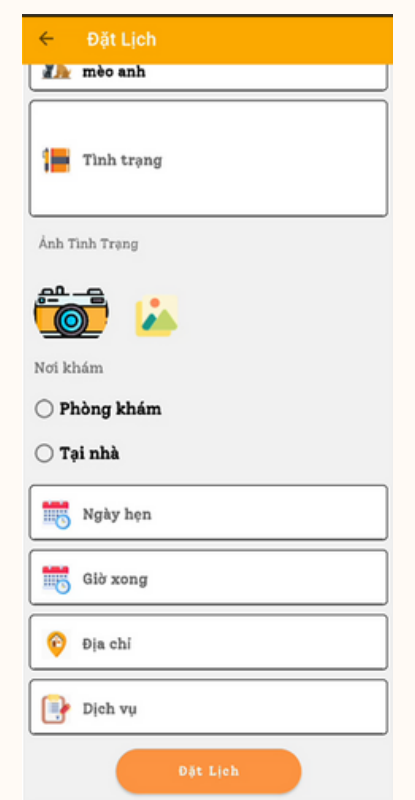 Đặt Lịch
mèo anh
Tình trạng
Ảnh Tình Trạng
Nơi khám
Phòng khám
Tại nhà
Ngày hẹn
Giờ xong
Địa chỉ
Dịch vụ
Đặt Lịch